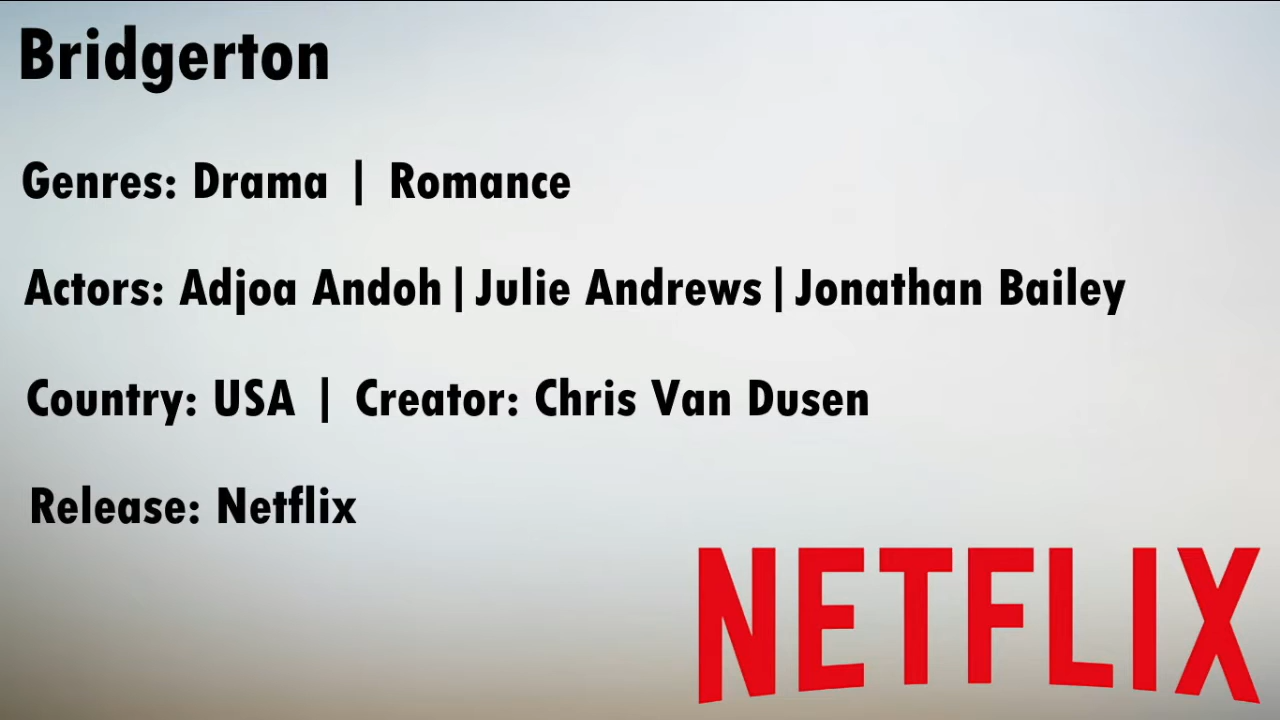 Bridgerton
Genres: Drama | Romance
Actors: Adjoa Andoh|Julie Andrews|Jonathan Bailey
Country: USA | Creator: Chris Van Dusen
Release: Netflix
NETFLIX